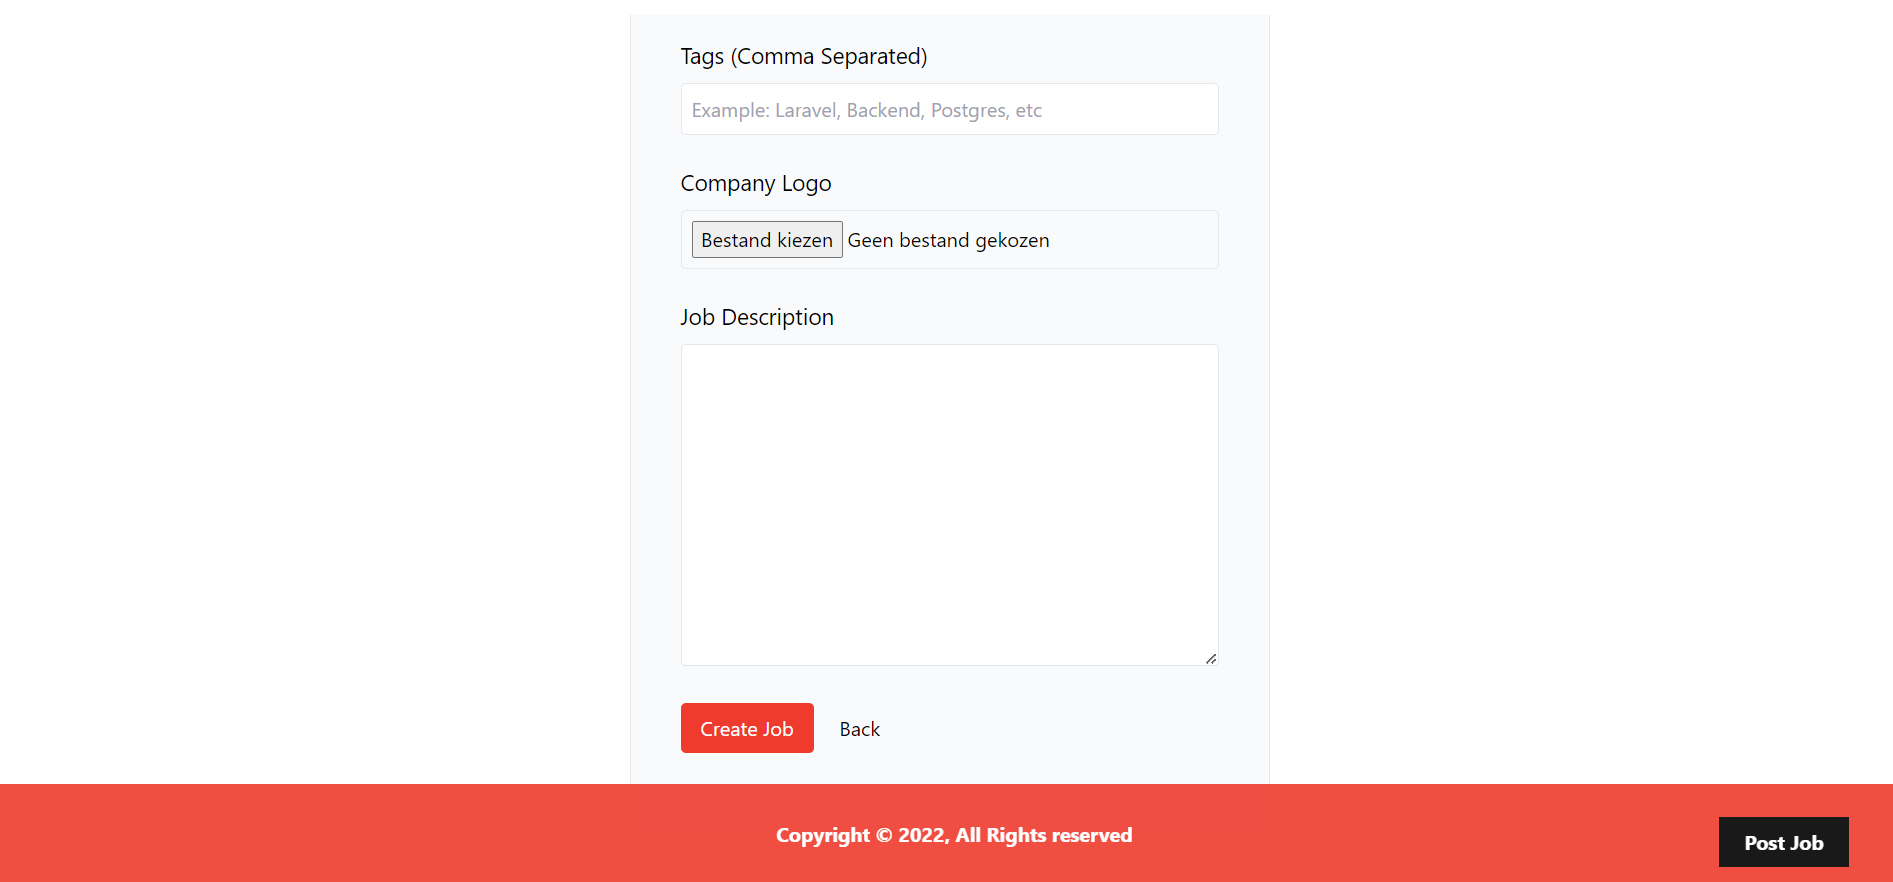 Tags (Comma Separated)
Example: Laravel, Backend, Postgres, etc
Company Logo
Bestand kiezen Geen bestand gekozen
Job Description
Create Job Back
Copyright © 2022, All Rights reserved
Post Job